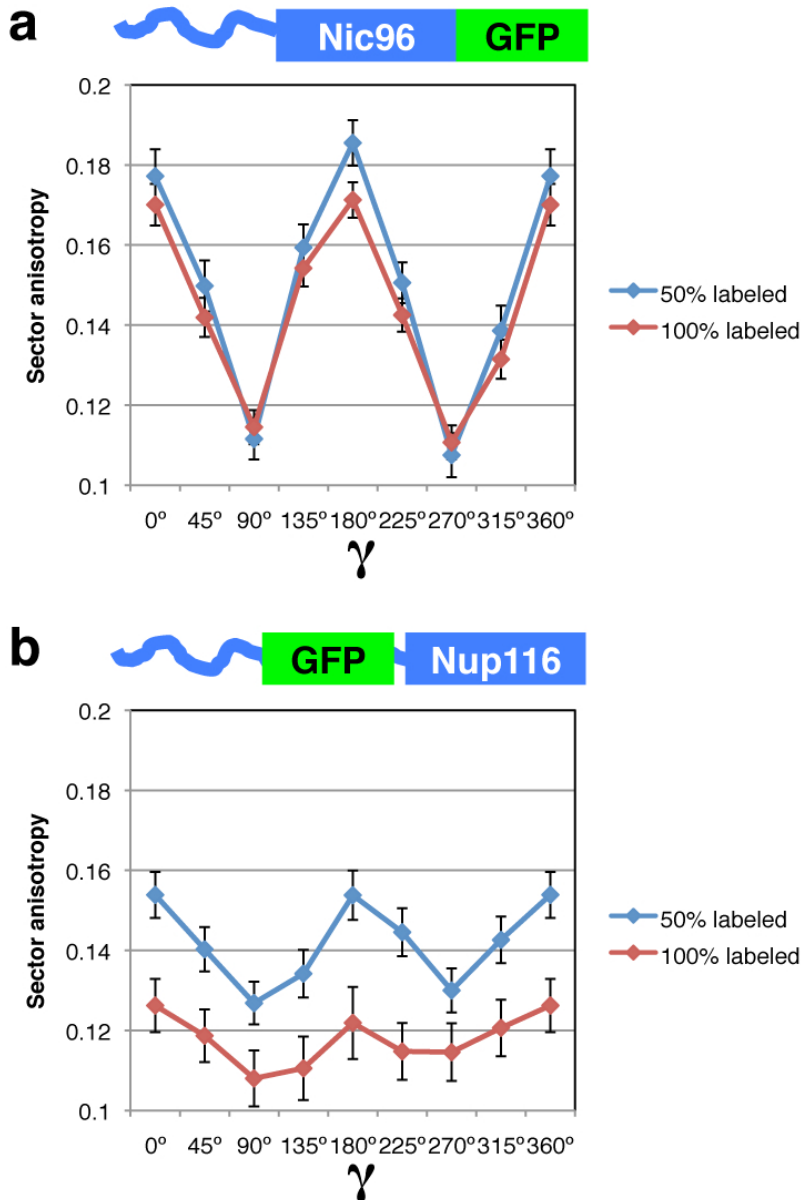 a
Nic96 GFP
0.2
0.18
0.16
0.14
0.12
0.1
Sector anisotropy
0º 45º 90º 135º 180º 225º 270º 315º 360º
γ
50% labeled
100% labeled
b
GFP Nup116
0.2
0.18
0.16
0.14
0.12
0.1
Sector anisotropy
0º 45º 90º 135º 180º 225º 270º 315º 360º
γ
50% labeled
100% labeled